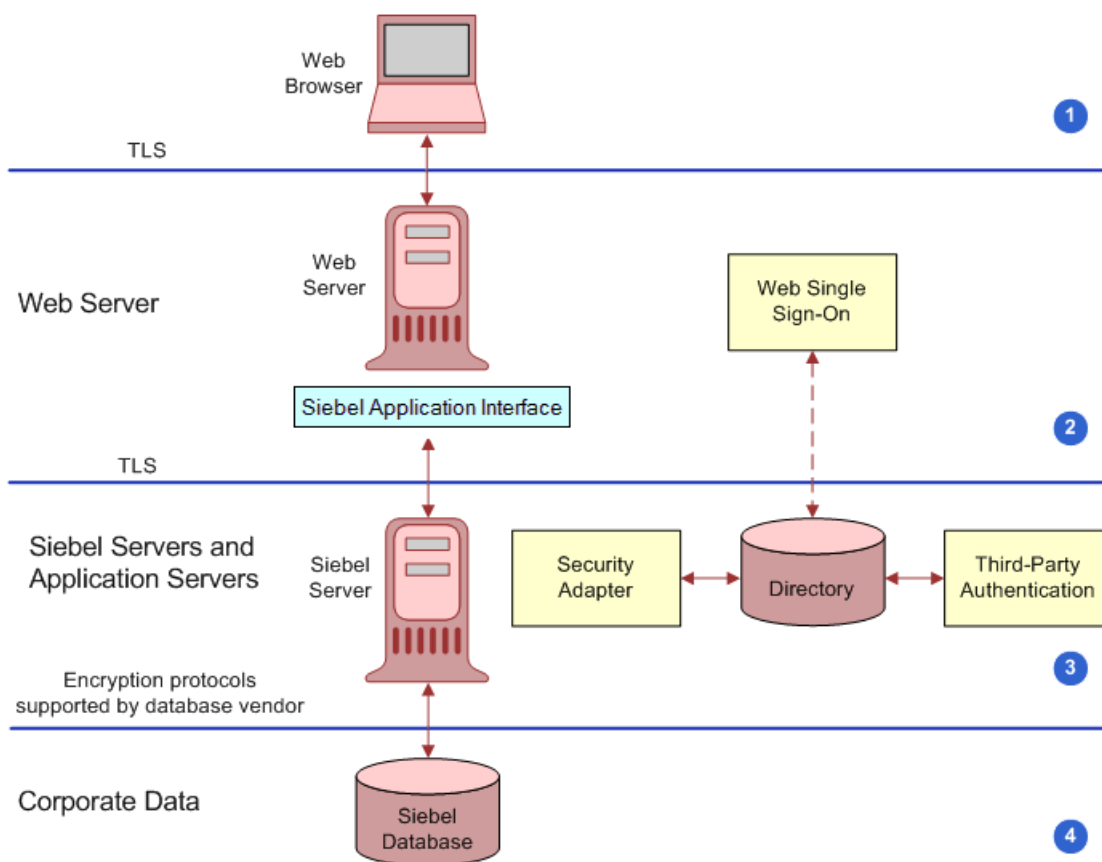 Web
Browser
1
TLS
Web
Server
Web Server
Web Single
Sign-On
Siebel Application Interface
2
TLS
Siebel Servers and
Application Servers
Siebel
Server
Security
Adapter
Directory
Third-Party
Authentication
3
Encryption protocols
supported by database vendor
Corporate Data
Siebel
Database
4